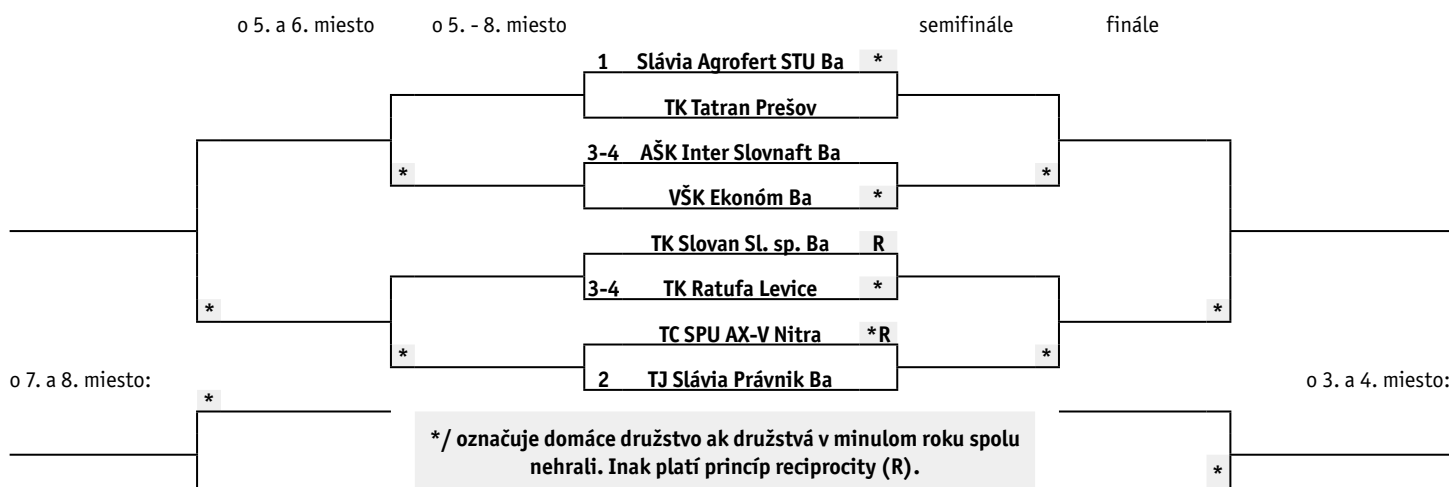 o 5. a 6. miesto o 5. - 8. miesto semifinále finále
1 Slávia Agrofert STU Ba *
TK Tatran Prešov
3-4 AŠK Inter Slovnaft Ba
* *
VŠK Ekonóm Ba *
TK Slovan Sl. sp. Ba R
3-4 TK Ratufa Levice *
* *
TC SPU AX-V Nitra *R
* *
2 TJ Slávia Právnik Ba
o 7. a 8. miesto: o 3. a 4. miesto:
*
*/ označuje domáce družstvo ak družstvá v minulom roku spolu
nehrali. Inak platí princíp reciprocity (R).
*